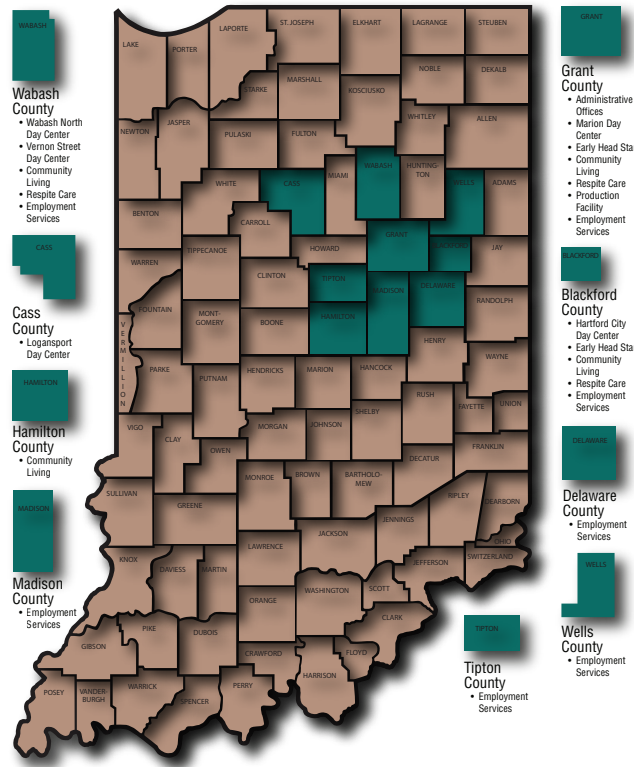 WABASH
Wabash
County
• Wabash North
Day Center
• Vernon Street
Day Center
• Community
Living
• Respite Care
• Employment
Services
CASS
Cass
County
• Logansport
Day Center
HAMILTON
Hamilton
County
• Community
Living
MADISON
Madison
County
• Employment
Services
LAKE
PORTER
LAPORTE
ST. JOSEPH
ELKHART
LAGRANGE
STEUBEN
STARKE
MARSHALL
KOSCIUSKO
NOBLE
DEKALB
NEWTON
JASPER
PULASKI
FULTON
WHITLEY
ALLEN
WHITE
CASS
MIAMI
WABASH
HUNTING-
TON
WELLS
ADAMS
BENTON
CARROLL
GRANT
BLACKFORD
JAY
WARREN
TIPPECANOE
HOWARD
CLINTON
TIPTON
MADISON
DELAWARE
RANDOLPH
FOUNTAIN
MONT-
GOMERY
BOONE
HAMILTON
HENRY
WAYNE
VERMILLION
PARKE
PUTNAM
HENDRICKS
MARION
HANCOCK
RUSH
FAYETTE
UNION
VIGO
CLAY
OWEN
MORGAN
JOHNSON
SHELBY
DECATUR
FRANKLIN
SULLIVAN
GREENE
MONROE
BROWN
BARTHOLO-
MEW
JENNINGS
RIPLEY
DEARBORN
OHIO
SWITZERLAND
JEFFERSON
KNOX
DAVIESS
MARTIN
LAWRENCE
JACKSON
WASHINGTON
SCOTT
CLARK
ORANGE
GIBSON
PIKE
DUBOIS
CRAWFORD
FLOYD
HARRISON
POSEY
VANDER-
BURGH
WARRICK
SPENCER
PERRY
GRANT
Grant
County
• Administrative
Offices
• Marion Day
Center
• Early Head Sta
• Community
Living
• Respite Care
• Production
Facility
• Employment
Services
BLACKFORD
Blackford
County
• Hartford City
Day Center
• Early Head Sta
• Community
Living
• Respite Care
• Employment
Services
DELAWARE
Delaware
County
• Employment
Services
WELLS
Wells
County
• Employment
Services
TIPTON
Tipton
County
• Employment
Services